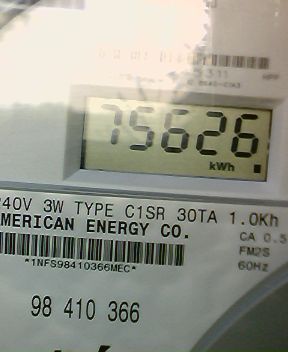 75626
kWh
240V 3W TYPE C1SR 30TA 1.0Kh
MERICAN ENERGY CO.
CA 0.5
FM2S
*1NFS98410366MEC*
60Hz
98 410 366